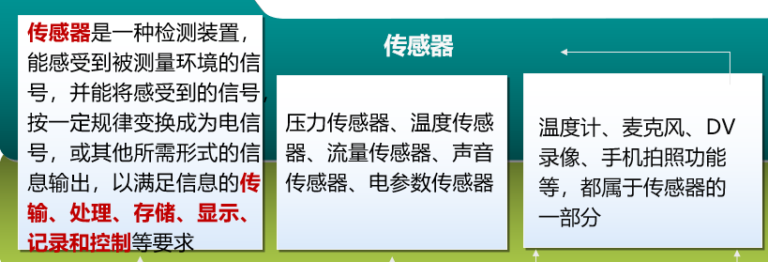 传感器是一种检测装置，
能感受到被测量环境的信
号，并能将感受到的信号，
按一定规律变换成为电信
号，或其他所需形式的信
息输出，以满足信息的传
输、处理、存储、显示、
记录和控制等要求
传感器
压力传感器、温度传感
器、流量传感器、声音
传感器、电参数传感器
温度计、麦克风、DV
录像、手机拍照功能
等，都属于传感器的
一部分